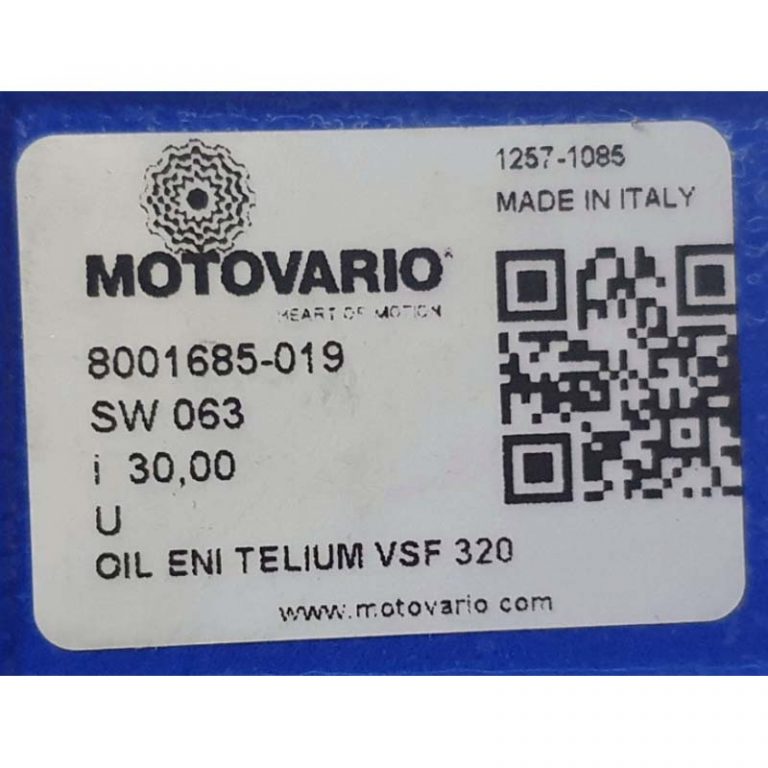 1257-1085
MADE IN ITALY
MOTOVARIO®
HEART OF MOTION
8001685-019
SW 063
i 30,00
U
OIL ENI TELIUM VSF 320
www.motovario.com